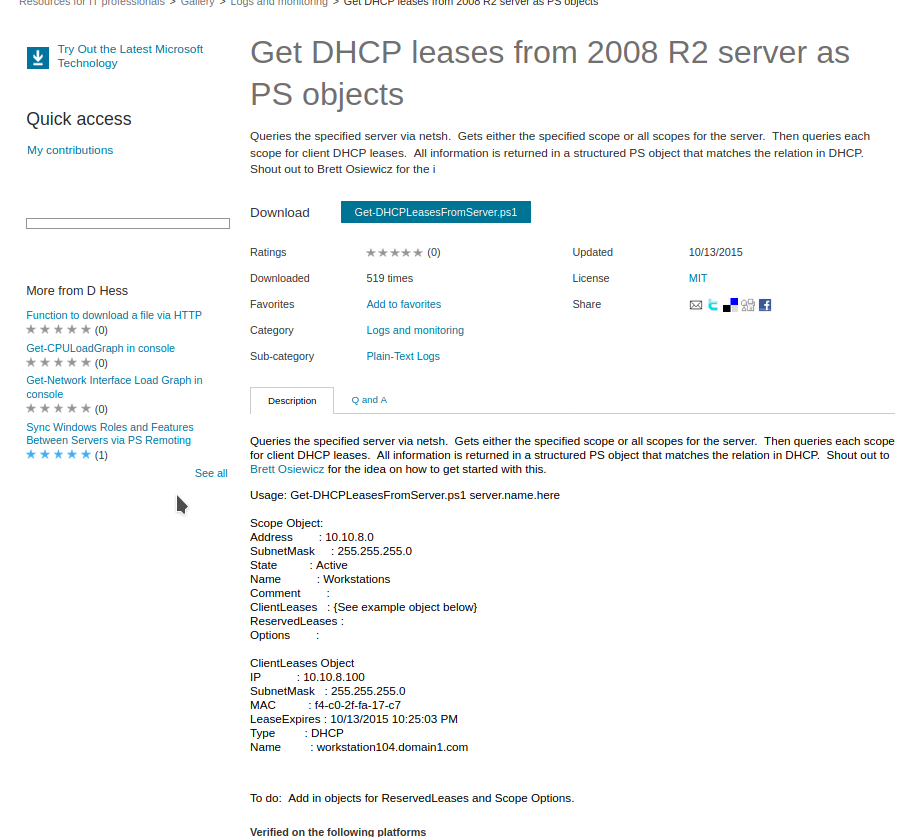 Resources for IT professionals > Gallery > Logs and monitoring > Get DHCP leases from 2008 R2 server as PS objects
Try Out the Latest Microsoft
Technology
Quick access
My contributions
More from D Hess
Function to download a file via HTTP
(0)
Get-CPULoadGraph in console
(0)
Get-Network Interface Load Graph in
console
(0)
Sync Windows Roles and Features
Between Servers via PS Remoting
(1)
See all
Get DHCP leases from 2008 R2 server as
PS objects
Queries the specified server via netsh.  Gets either the specified scope or all scopes for the server.  Then queries each
scope for client DHCP leases.  All information is returned in a structured PS object that matches the relation in DHCP.
Shout out to Brett Osiewicz for the i
Download Get-DHCPLeasesFromServer.ps1
Ratings (0) Updated 10/13/2015
Downloaded 519 times License MIT
Favorites Add to favorites Share
Category Logs and monitoring
Sub-category Plain-Text Logs
Description Q and A
Queries the specified server via netsh.  Gets either the specified scope or all scopes for the server.  Then queries each scope
for client DHCP leases.  All information is returned in a structured PS object that matches the relation in DHCP.  Shout out to
Brett Osiewicz for the idea on how to get started with this.
Usage: Get-DHCPLeasesFromServer.ps1 server.name.here
Scope Object:
Address : 10.10.8.0
SubnetMask : 255.255.255.0
State : Active
Name : Workstations
Comment :
ClientLeases : {See example object below}
ReservedLeases :
Options :
ClientLeases Object
IP : 10.10.8.100
SubnetMask : 255.255.255.0
MAC : f4-c0-2f-fa-17-c7
LeaseExpires : 10/13/2015 10:25:03 PM
Type : DHCP
Name : workstation104.domain1.com
To do:  Add in objects for ReservedLeases and Scope Options.
Verified on the following platforms